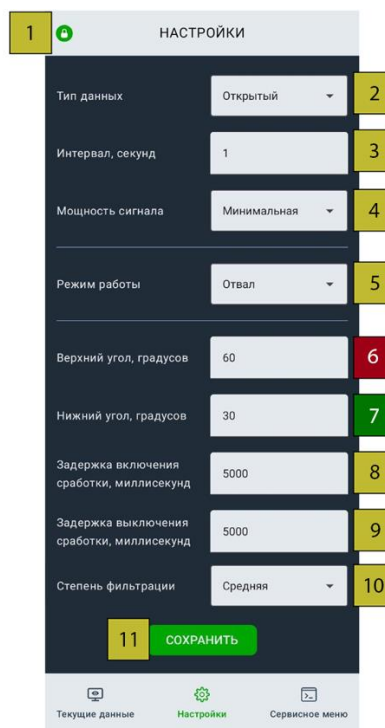 1 НАСТРОЙКИ
Тип данных Открытый 2
Интервал, секунд 1 3
Мощность сигнала Минимальная 4
Режим работы Отвал 5
Верхний угол, градусов 60 6
Нижний угол, градусов 30 7
Задержка включения
сработки, миллисекунд 5000 8
Задержка выключения
сработки, миллисекунд 5000 9
Степень фильтрации Средняя 10
11 СОХРАНИТЬ
Текущие данные Настройки Сервисное меню